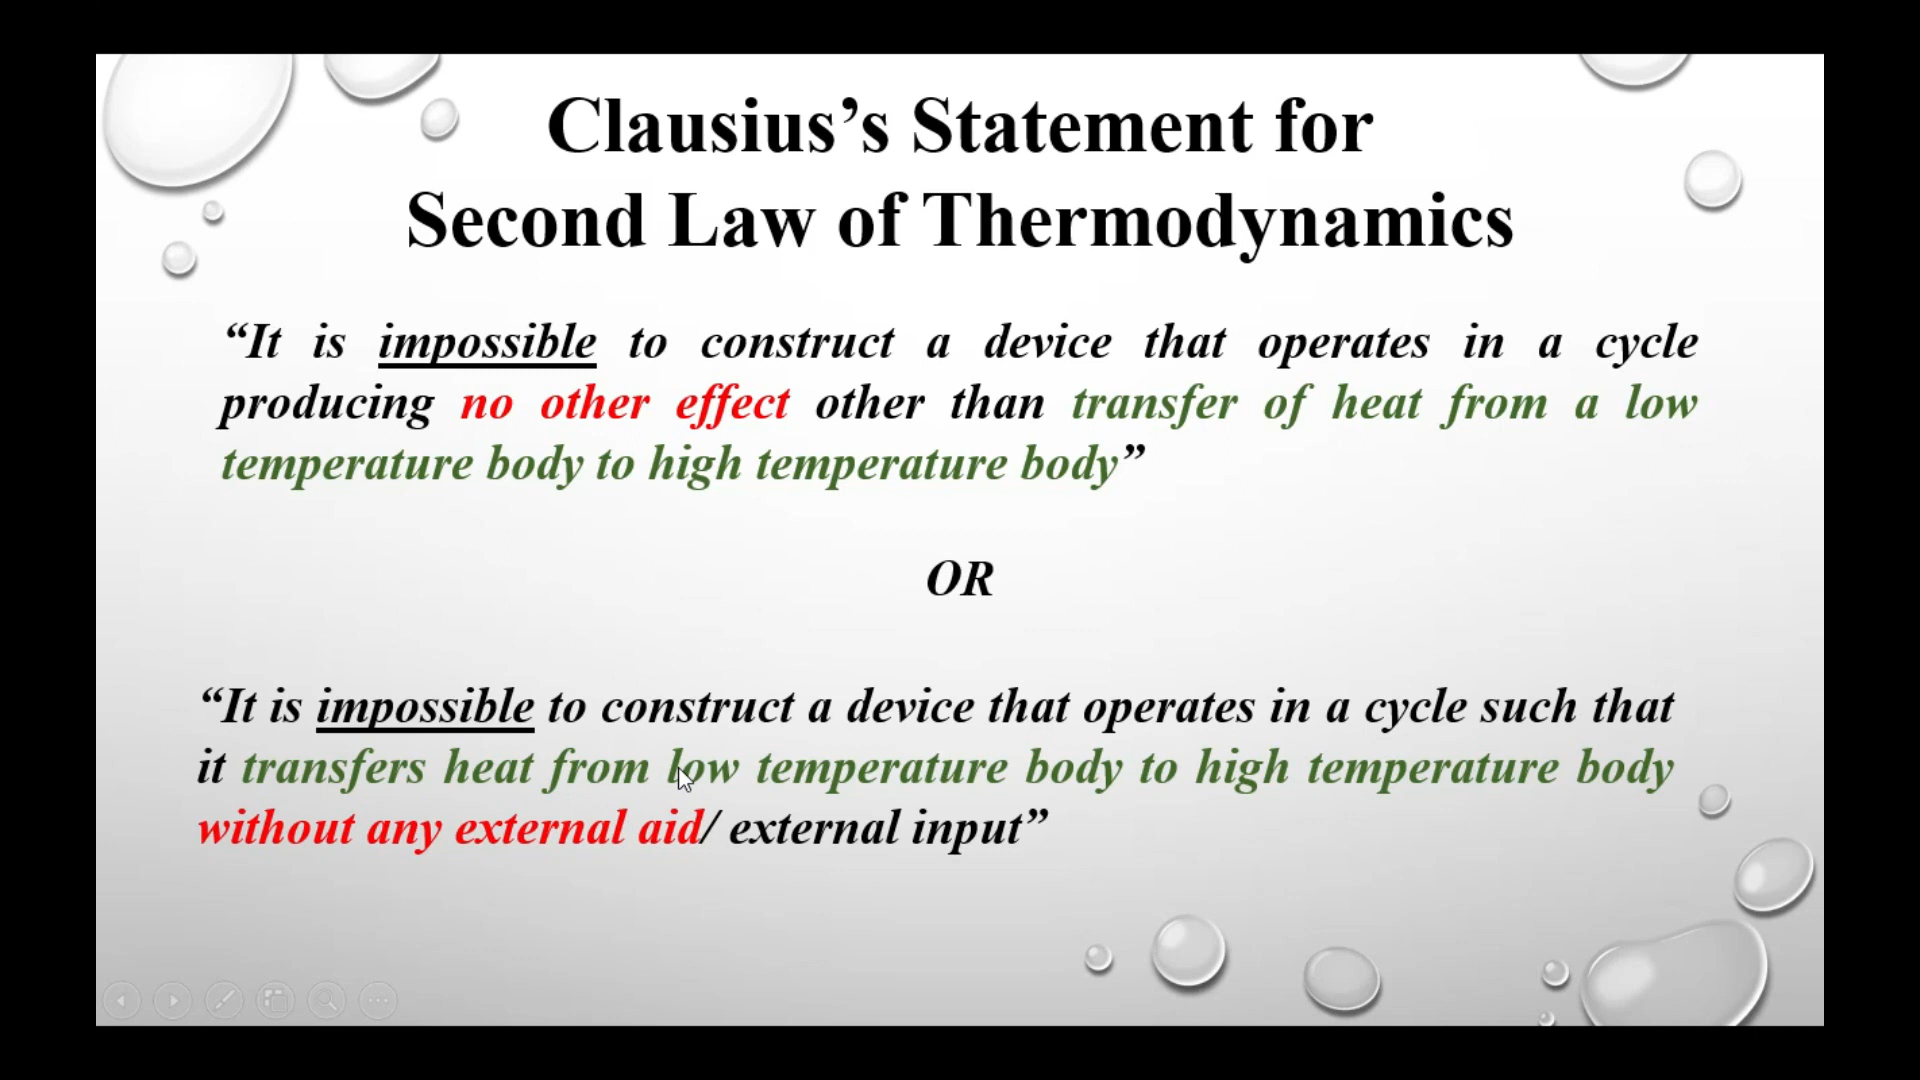 Clausius’s Statement for
Second Law of Thermodynamics
“It is impossible to construct a device that operates in a cycle
producing no other effect other than transfer of heat from a low
temperature body to high temperature body”
OR
“It is impossible to construct a device that operates in a cycle such that
it transfers heat from low temperature body to high temperature body
without any external aid/ external input”